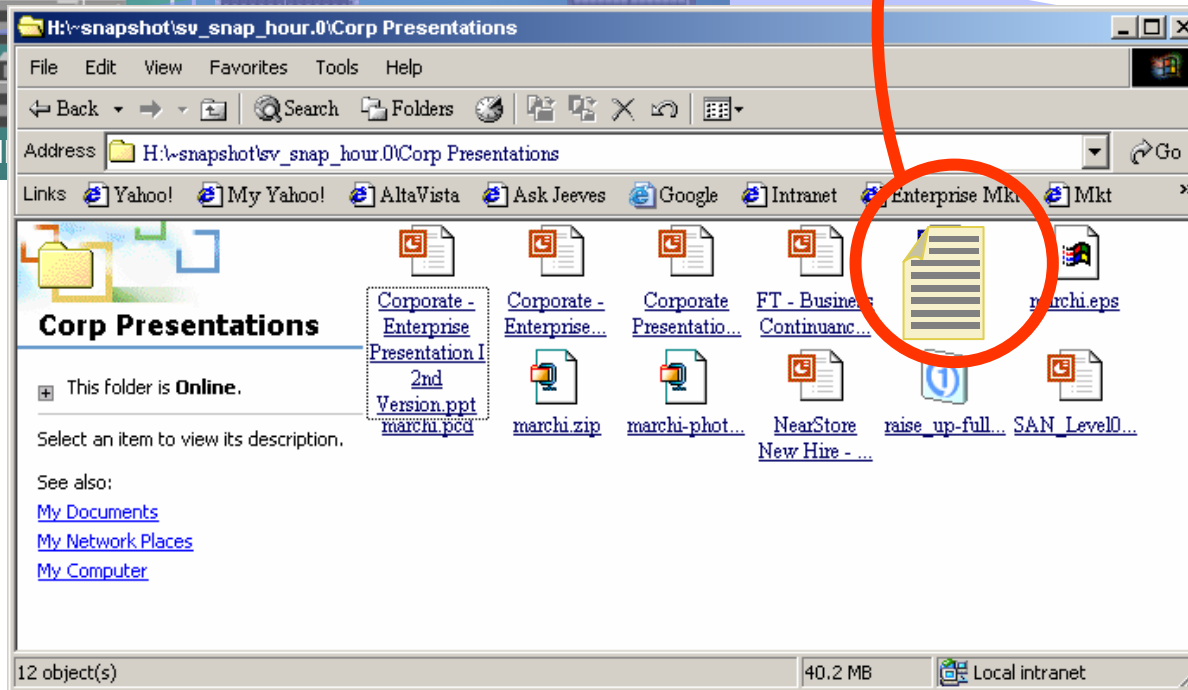 H:\~snapshot\sv_snap_hour.0\Corp Presentations
File Edit View Favorites Tools Help
Back Search Folders
Address H:\~snapshot\sv_snap_hour.0\Corp Presentations Go
Links Yahoo! My Yahoo! AltaVista Ask Jeeves Google Intranet Enterprise Mkt Mkt »
Corp Presentations
This folder is Online.
Select an item to view its description.
See also:
My Documents
My Network Places
My Computer
Corporate -
Enterprise
Presentation I
2nd
Version.ppt
Corporate -
Enterprise...
Corporate
Presentatio...
FT - Business
Continuanc...
marchi.eps
marchi.pcd
marchi.zip
marchi-phot...
NearStore
New Hire - ...
raise_up-full...
SAN_Level0...
12 object(s) 40.2 MB Local intranet